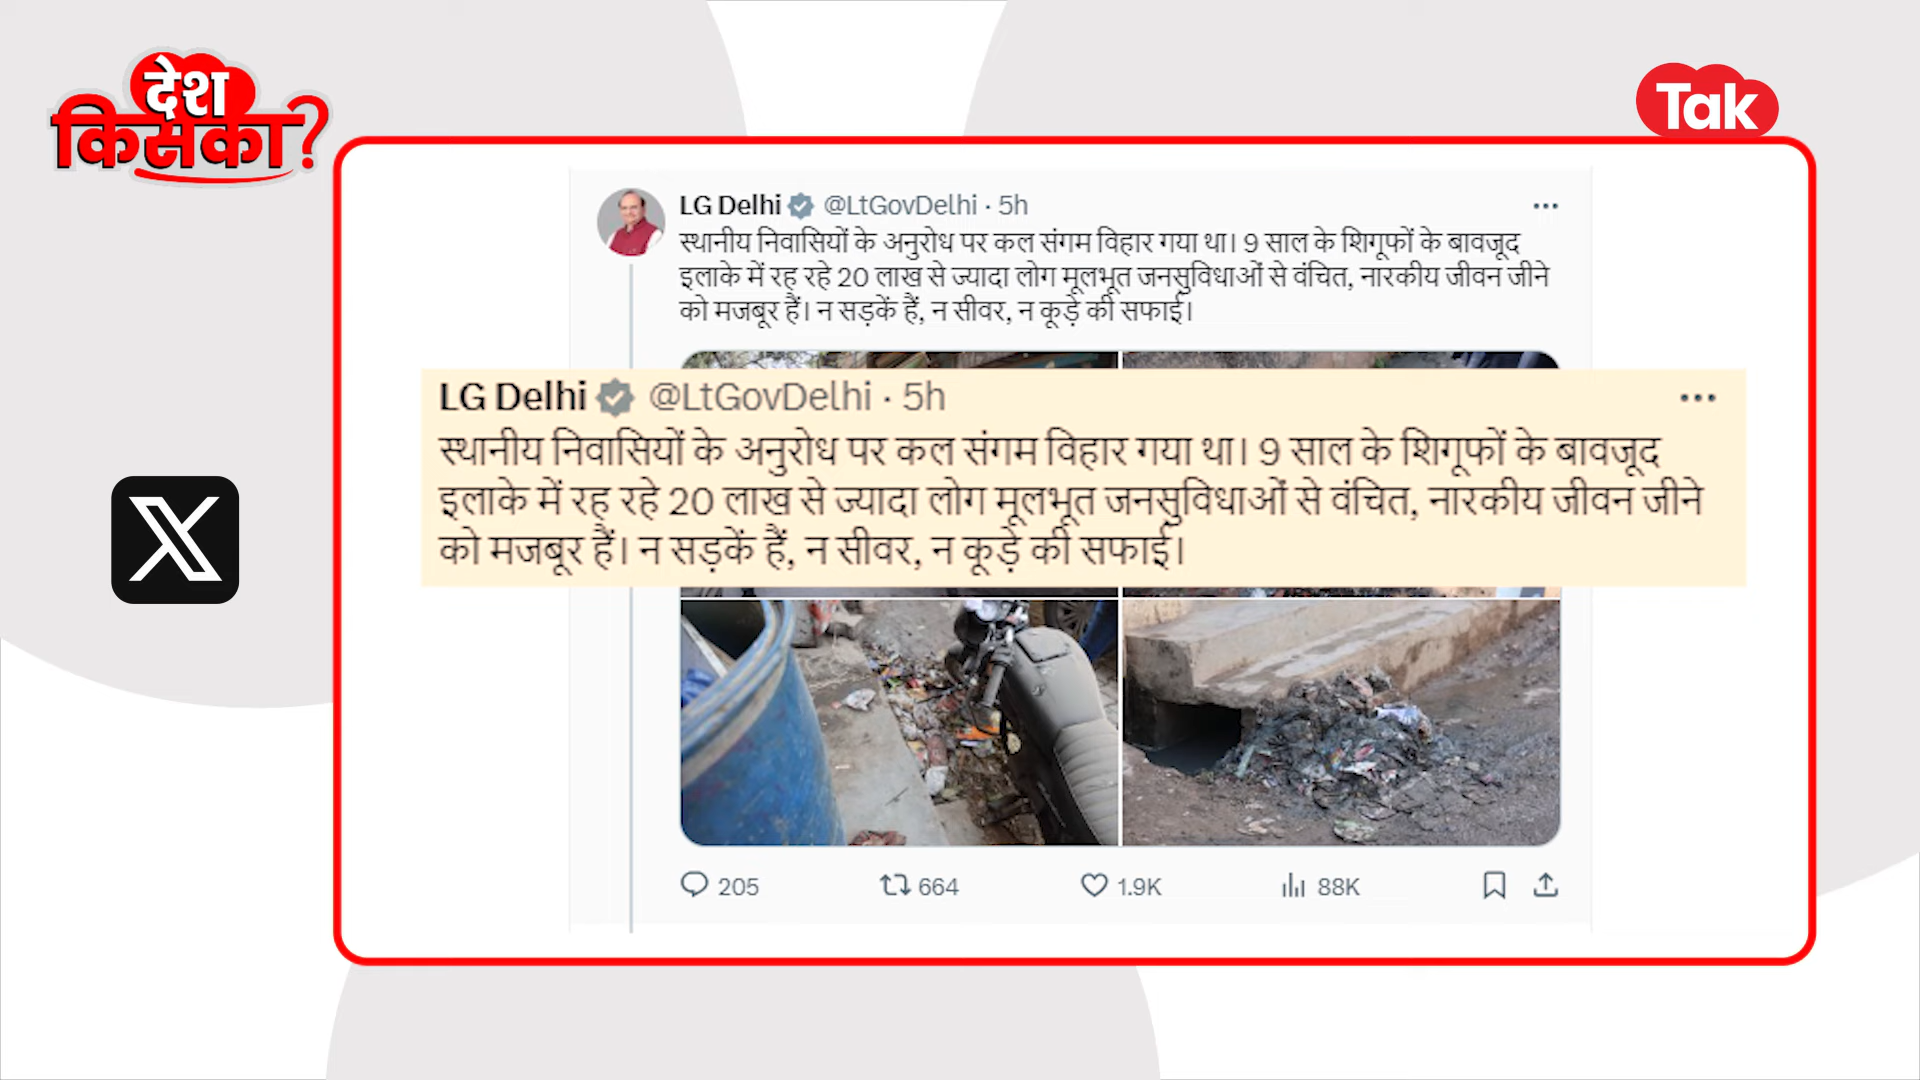 देश
किसका?
Tak
LG Delhi @LtGovDelhi · 5h
स्थानीय निवासियों के अनुरोध पर कल संगम विहार गया था। 9 साल के शिगूफों के बावजूद
इलाके में रह रहे 20 लाख से ज्यादा लोग मूलभूत जनसुविधाओं से वंचित, नारकीय जीवन जीने
को मजबूर हैं। न सड़कें हैं, न सीवर, न कूड़े की सफाई।
LG Delhi @LtGovDelhi · 5h
स्थानीय निवासियों के अनुरोध पर कल संगम विहार गया था। 9 साल के शिगूफों के बावजूद
इलाके में रह रहे 20 लाख से ज्यादा लोग मूलभूत जनसुविधाओं से वंचित, नारकीय जीवन जीने
को मजबूर हैं। न सड़कें हैं, न सीवर, न कूड़े की सफाई।
205 664 1.9K 88K